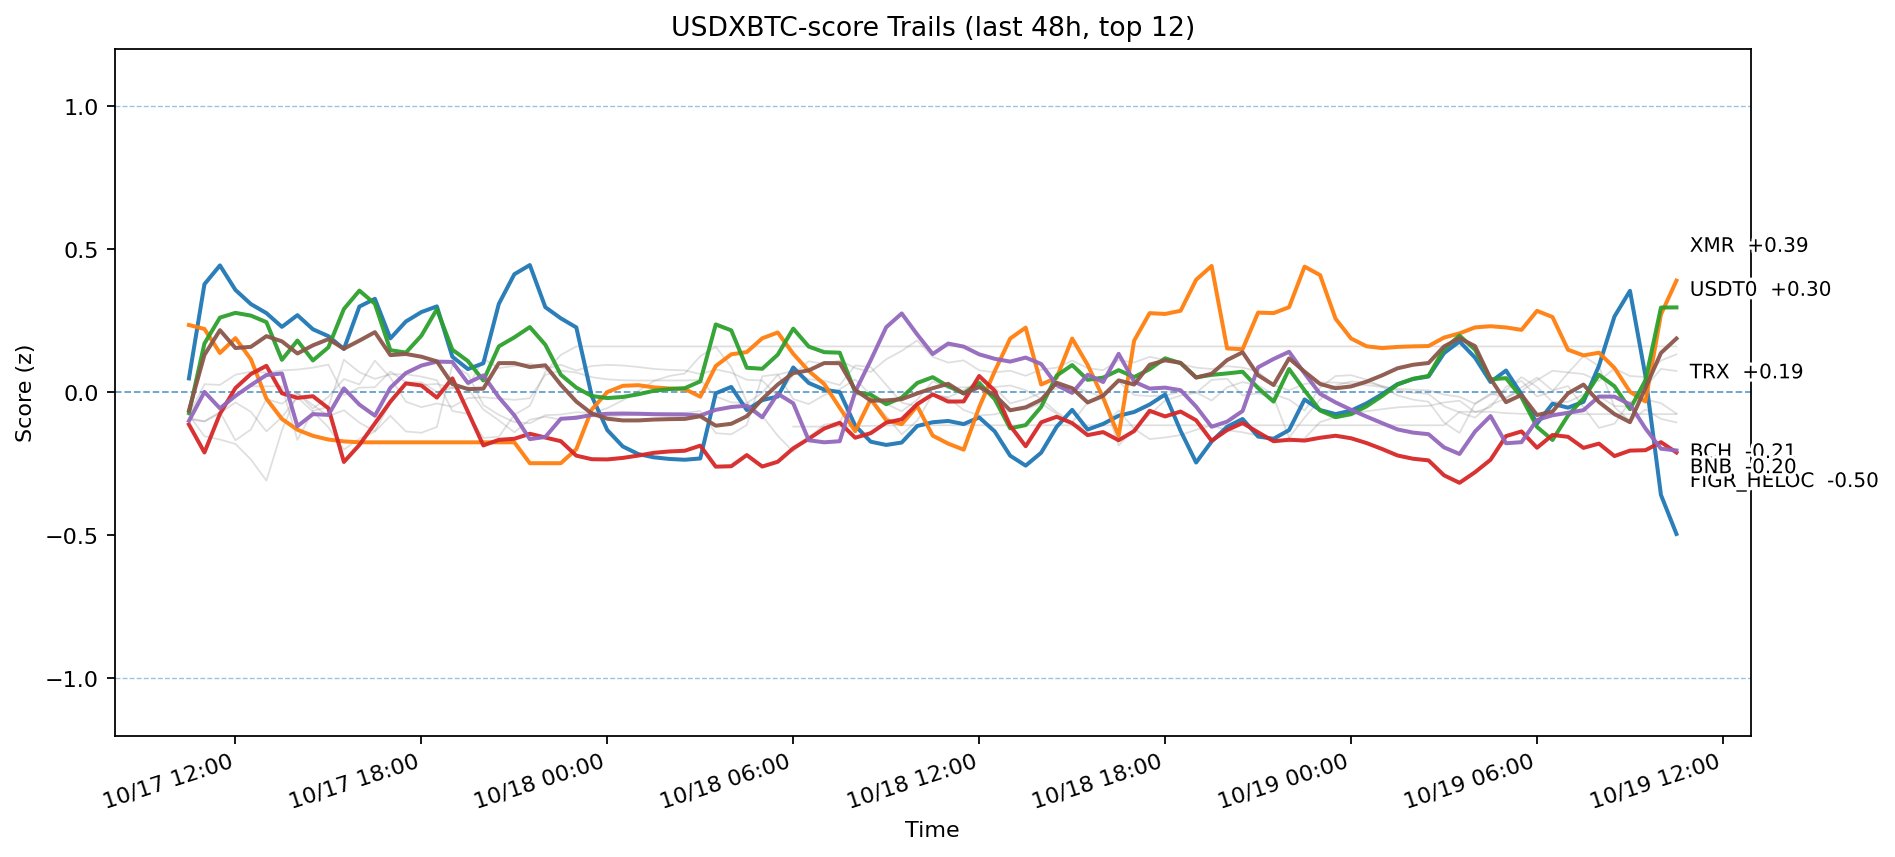 USDXBTC-score Trails (last 48h, top 12)
Score (z)
1.0
0.5
0.0
−0.5
−1.0
XMR +0.39
USDT0 +0.30
TRX +0.19
BCH -0.21
BNB -0.20
FIGR_HELOC -0.50
10/17 12:00
10/17 18:00
10/18 00:00
10/18 06:00
10/18 12:00
10/18 18:00
10/19 00:00
10/19 06:00
10/19 12:00
Time